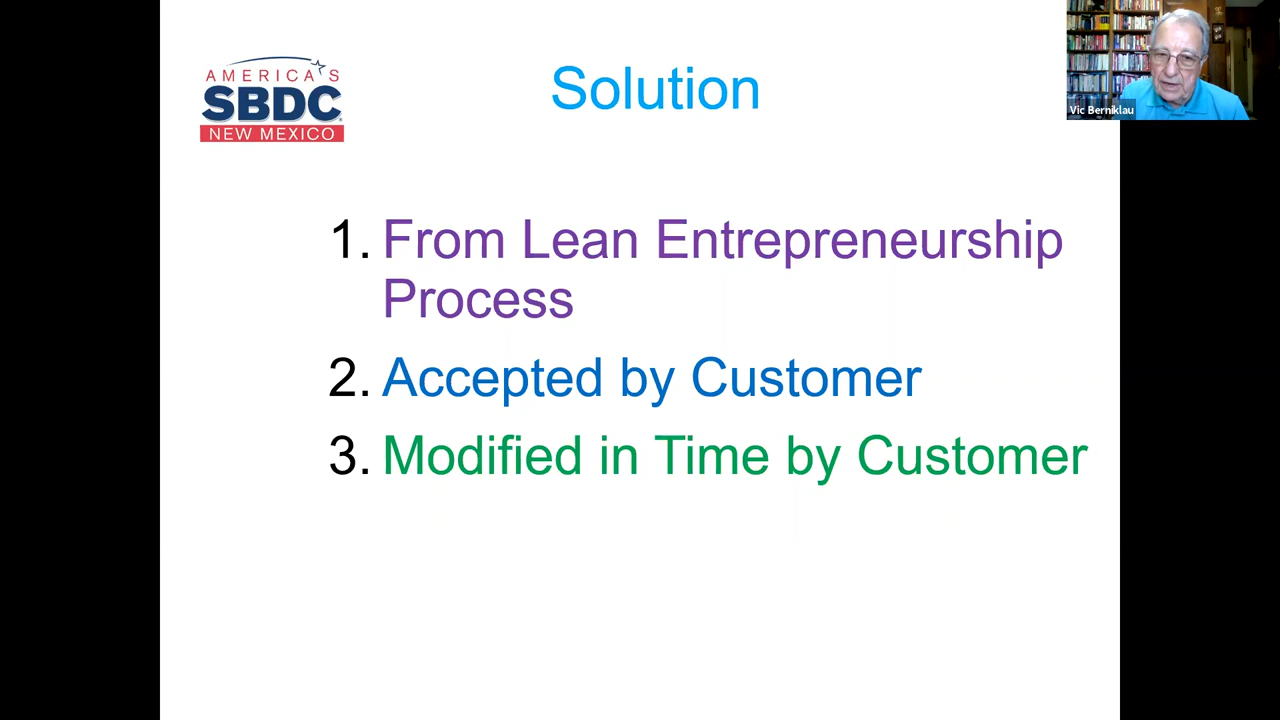 AMERICA'S
SBDC
NEW MEXICO
Solution
Vic Berniklau
1. From Lean Entrepreneurship
Process
2. Accepted by Customer
3. Modified in Time by Customer